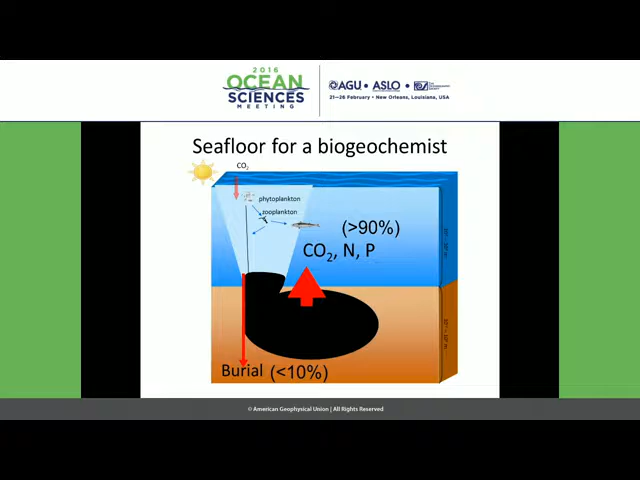 2016
OCEAN
SCIENCES
MEETING
AGU • ASLO •
21–26 February • New Orleans, Louisiana, USA
Seafloor for a biogeochemist
CO2
phytoplankton
zooplankton
(>90%)
CO2, N, P
Burial (<10%)
© American Geophysical Union | All Rights Reserved